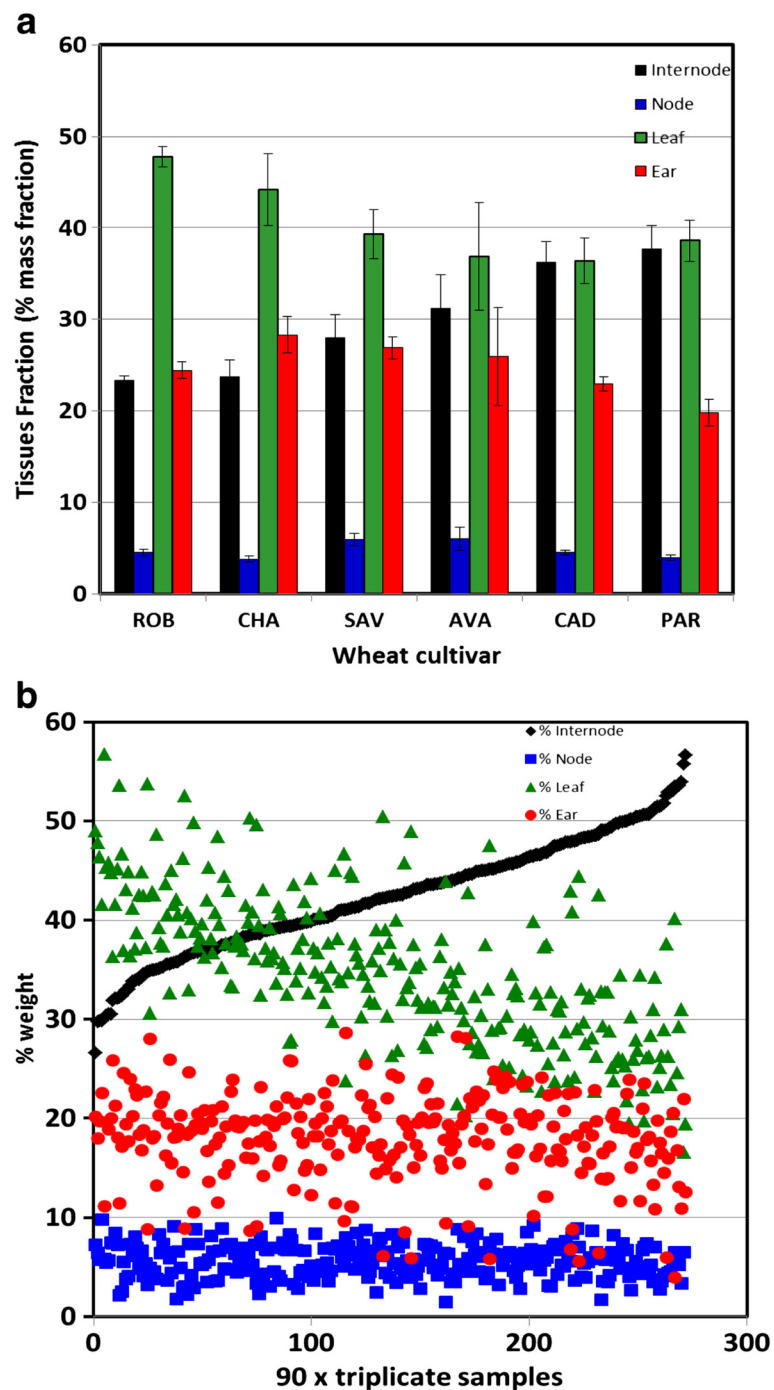 a
60
50
40
30
20
10
0
Tissues Fraction (% mass fraction)
Internode
Node
Leaf
Ear
ROB CHA SAV AVA CAD PAR
Wheat cultivar
b
60
50
40
30
20
10
0
% weight
% Internode
% Node
% Leaf
% Ear
0 100 200 300
90 x triplicate samples